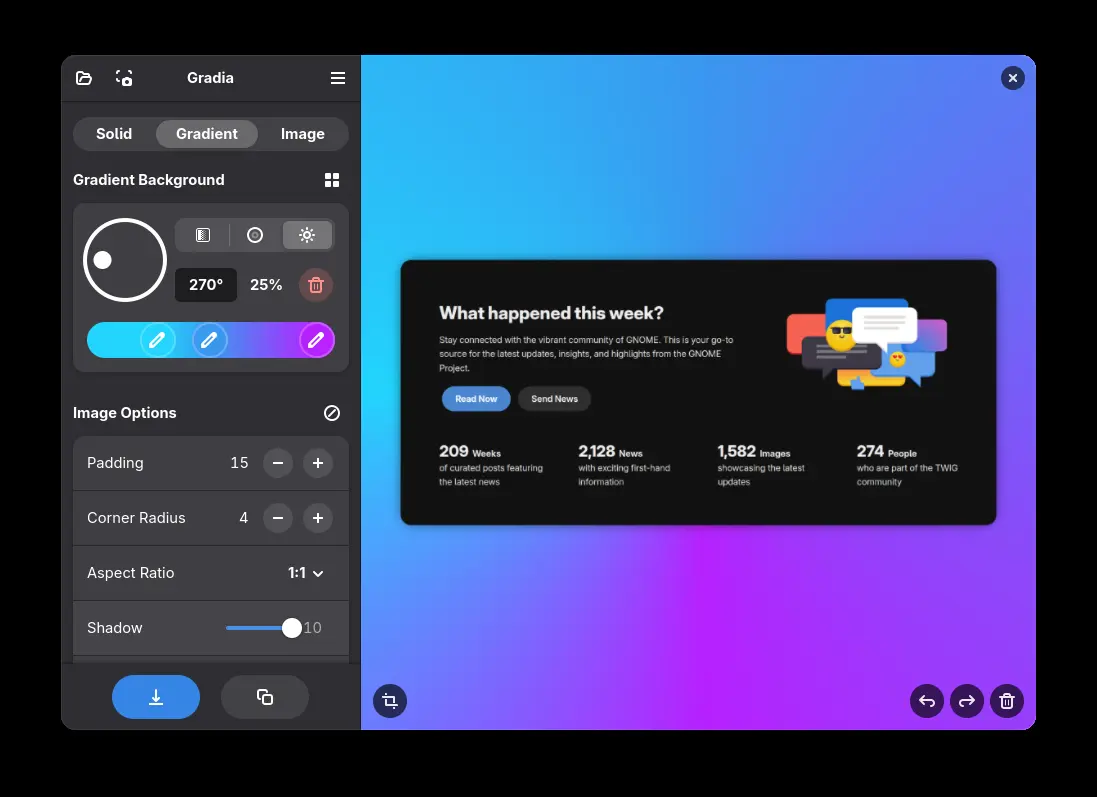 Gradia
Solid Gradient Image
Gradient Background
270° 25%
Image Options
Padding 15
Corner Radius 4
Aspect Ratio 1:1
Shadow 10
What happened this week?
Stay connected with the vibrant community of GNOME. This is your go-to
source for the latest updates, insights, and highlights from the GNOME
Project.
Read Now Send News
209 Weeks
of curated posts featuring
the latest news
2,128 News
with exciting first-hand
information
1,582 Images
showcasing the latest
updates
274 People
who are part of the TWIG
community